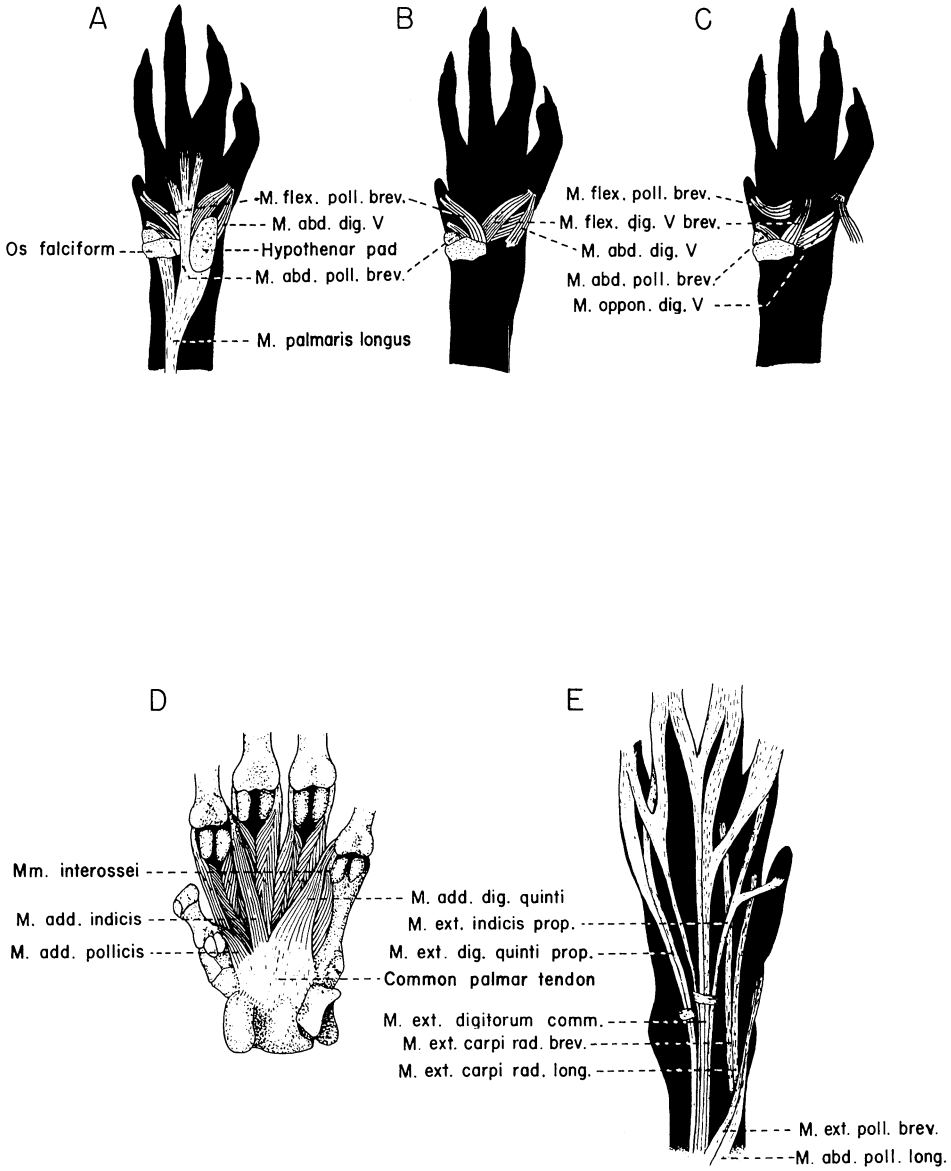 A
B
C
M. flex. poll. brev.
M. abd. dig. V
Os falciform
Hypothenar pad
M. abd. poll. brev.
M. palmaris longus
M. flex. poll. brev.
M. flex. dig. V brev.
M. abd. dig. V
M. abd. poll. brev.
M. oppon. dig. V
D
E
Mm. interossei
M. add. indicis
M. add. pollicis
M. add. dig. quinti
M. ext. indicis prop.
M. ext. dig. quinti prop.
Common palmar tendon
M. ext. digitorum comm.
M. ext. carpi rad. brev.
M. ext. carpi rad. long.
M. ext. poll. brev.
M. abd. poll. long.